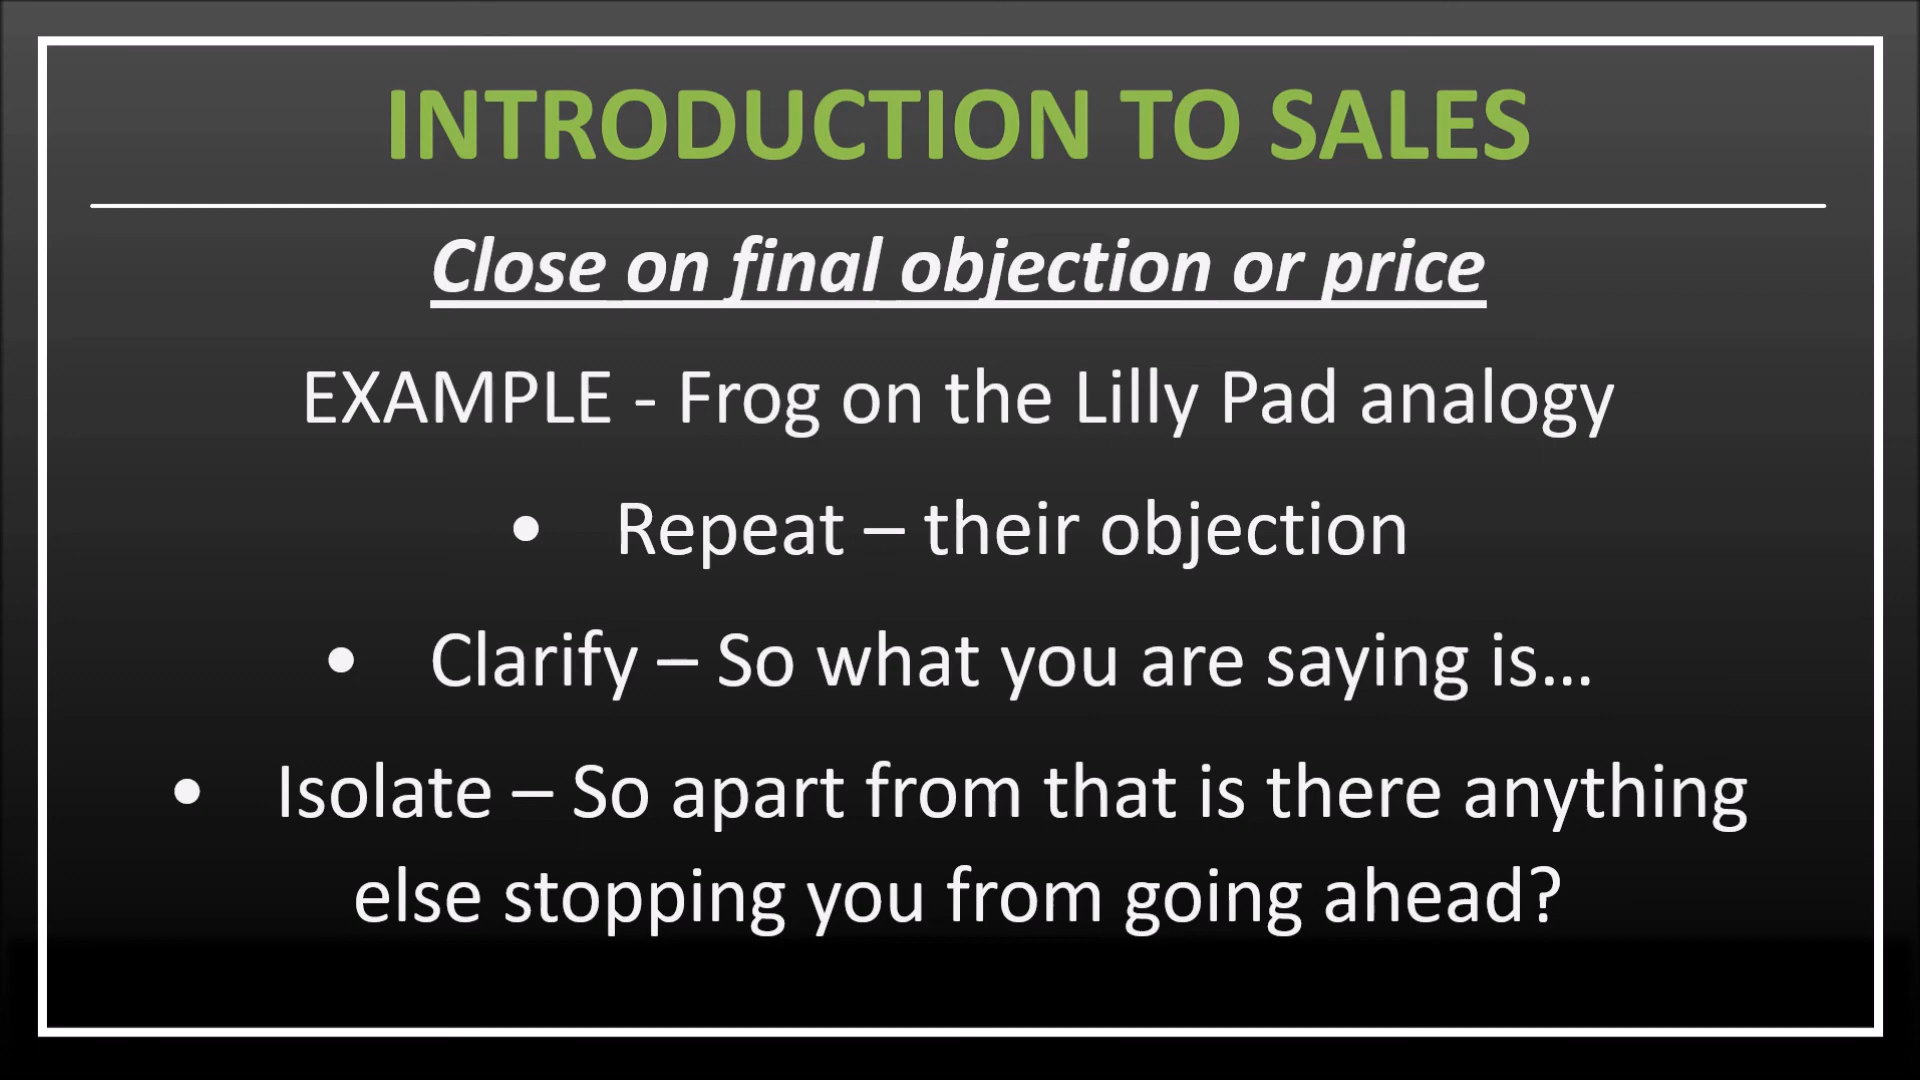 INTRODUCTION TO SALES
Close on final objection or price
EXAMPLE - Frog on the Lilly Pad analogy
• Repeat – their objection
• Clarify – So what you are saying is...
• Isolate – So apart from that is there anything
else stopping you from going ahead?